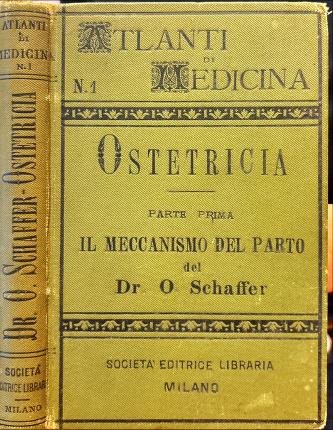 ATLANTI
DI
MEDICINA
N.1
DR. O. SCHAFFER - OSTETRICIA
SOCIETÁ
EDITRICE LIBRARIA
MILANO
ATLANTI
DI
N.1 MEDICINA
OSTETRICIA
PARTE PRIMA
IL MECCANISMO DEL PARTO
del
Dr. O Schaffer
SOCIETA' EDITRICE LIBRARIA
MILANO